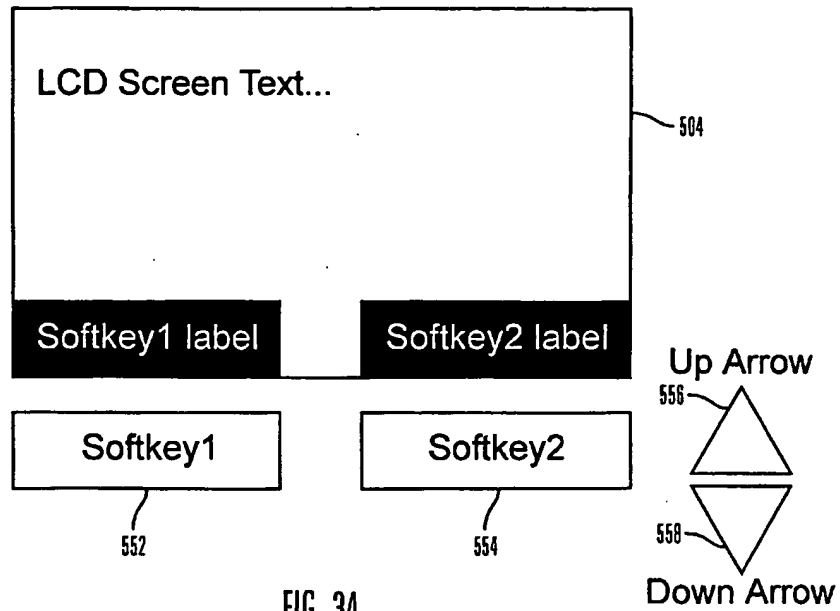 LCD Screen Text...
504
Softkey1 label
Softkey2 label
Up Arrow
556
Softkey1
Softkey2
552
554
558
Down Arrow
FIG. 3A